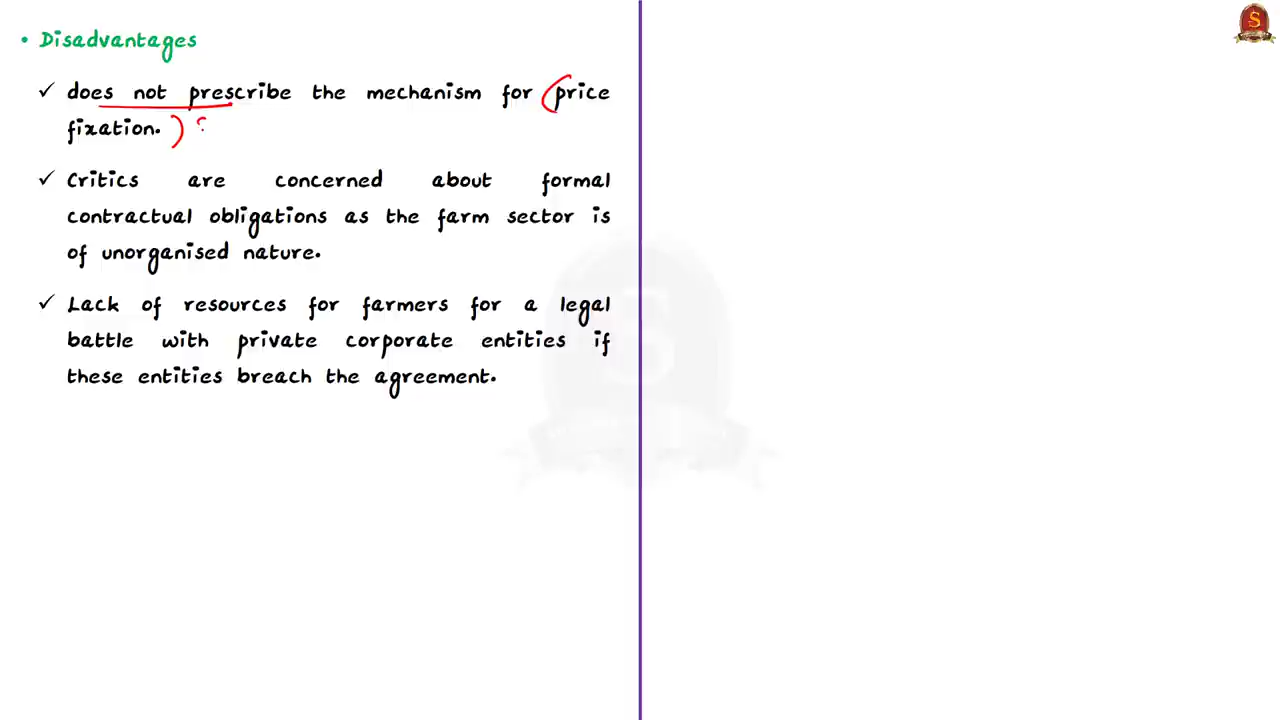 • Disadvantages
✓ does not prescribe the mechanism for (price
fixation. ) ?
✓ Critics are concerned about formal
contractual obligations as the farm sector is
of unorganised nature.
✓ Lack of resources for farmers for a legal
battle with private corporate entities if
these entities breach the agreement.
S
S